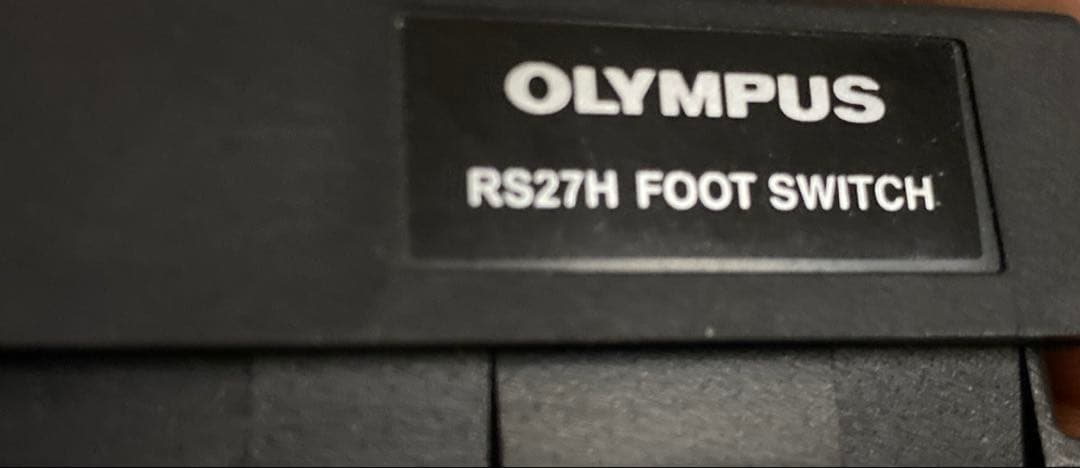 OLYMPUS
RS27H FOOT SWITCH